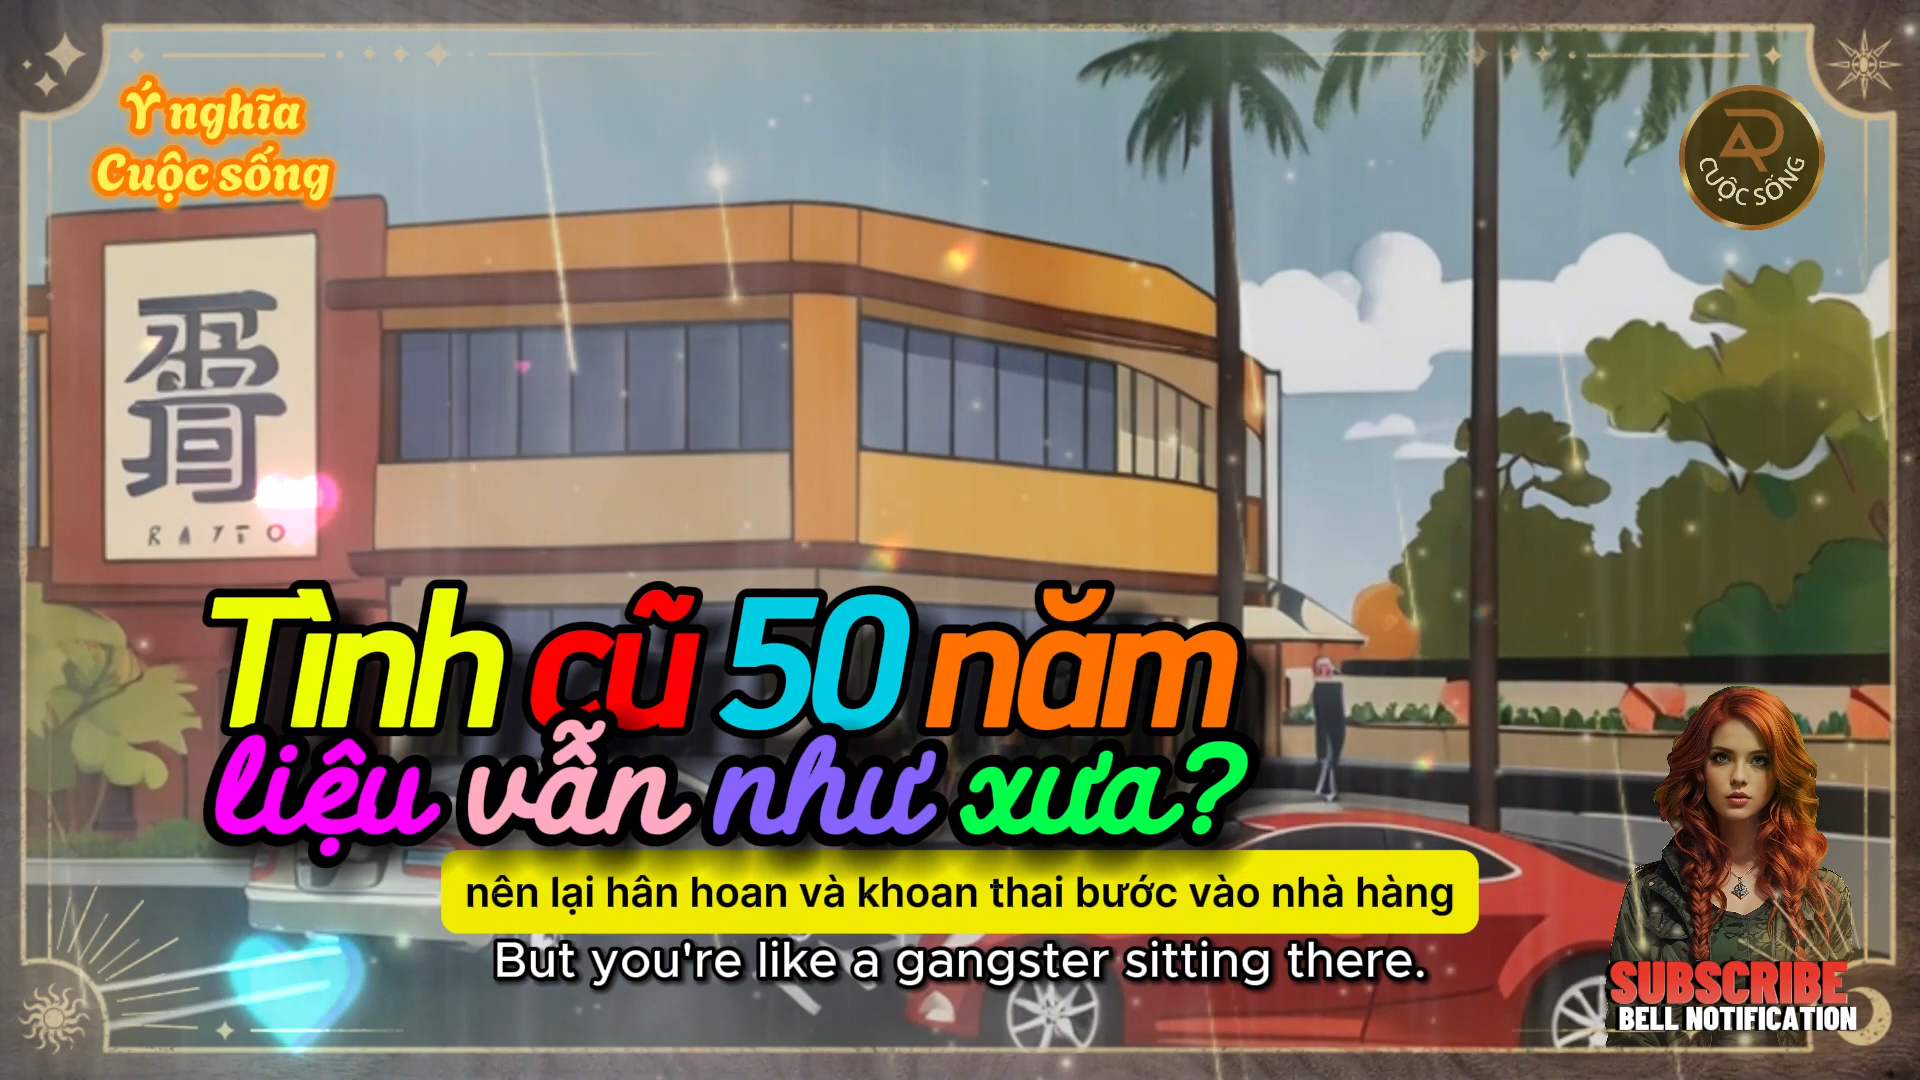 Ý nghĩa
Cuộc sống
CUỘC SỐNG
RAYTO
Tình cũ 50 năm
liệu vẫn như xưa?
nên lại hân hoan và khoan thai bước vào nhà hàng
But you're like a gangster sitting there.
SUBSCRIBE
BELL NOTIFICATION